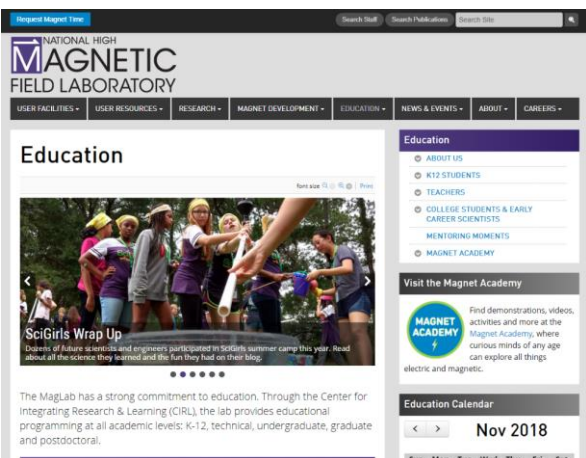 Request Magnet Time
Search Staff
Search Publications
Search Site
NATIONAL HIGH
MAGNETIC
FIELD LABORATORY
USER FACILITIES
USER RESOURCES
RESEARCH
MAGNET DEVELOPMENT
EDUCATION
NEWS & EVENTS
ABOUT
CAREERS
Education
font size
Print
SciGirls Wrap Up
Dozens of future scientists and engineers participated in SciGirls summer camp this year. Read
about all the science they learned and the fun they had on their blog.
The MagLab has a strong commitment to education. Through the Center for
Integrating Research & Learning (CIRL), the lab provides educational
programming at all academic levels: K-12, technical, undergraduate, graduate
and postdoctoral.
Education
ABOUT US
K12 STUDENTS
TEACHERS
COLLEGE STUDENTS & EARLY
CAREER SCIENTISTS
MENTORING MOMENTS
MAGNET ACADEMY
Visit the Magnet Academy
MAGNET
ACADEMY
Find demonstrations, videos,
activities and more at the
Magnet Academy, where
curious minds of any age
can explore all things
electric and magnetic.
Education Calendar
Nov 2018